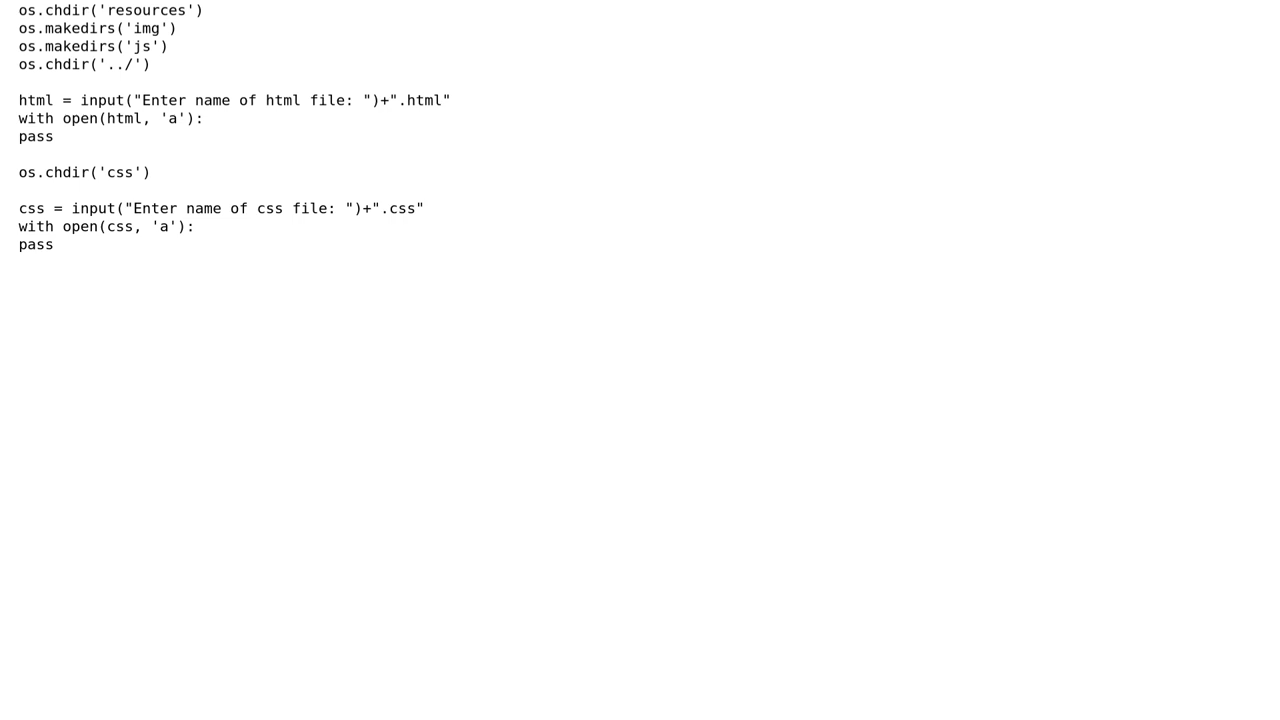 os.chdir('resources')
os.makedirs('img')
os.makedirs('js')
os.chdir('../')

html = input("Enter name of html file: ")+".html"
with open(html, 'a'):
pass

os.chdir('css')

css = input("Enter name of css file: ")+".css"
with open(css, 'a'):
pass